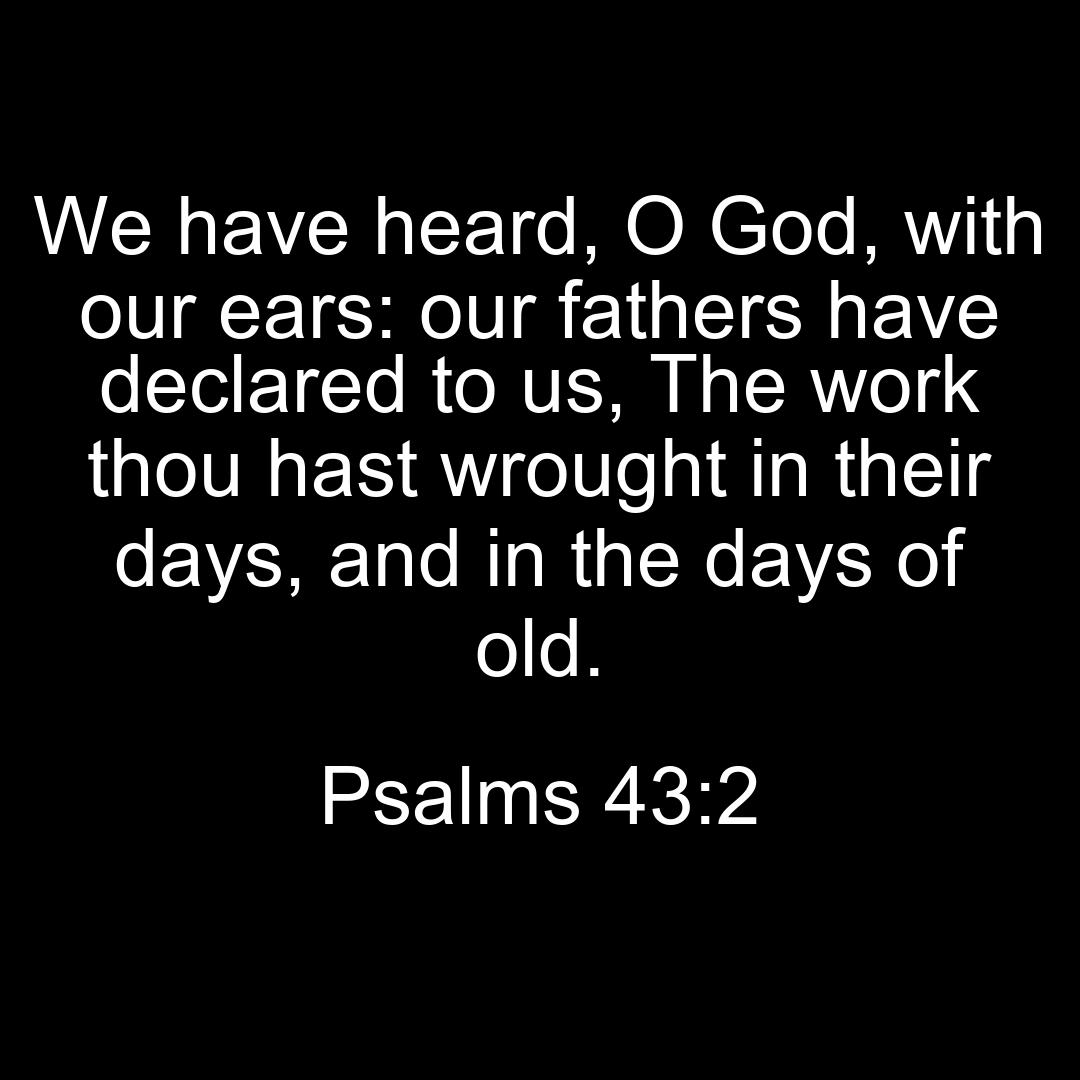 We have heard, O God, with
our ears: our fathers have
declared to us, The work
thou hast wrought in their
days, and in the days of
old.
Psalms 43:2